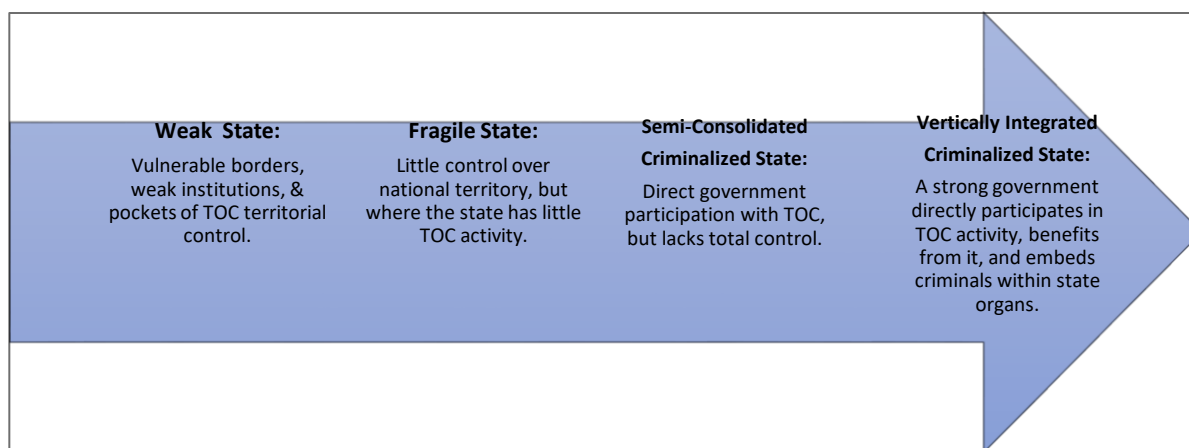 Weak State:
Vulnerable borders,
weak institutions, &
pockets of TOC territorial
control.
Fragile State:
Little control over
national territory, but
where the state has little
TOC activity.
Semi-Consolidated
Criminalized State:
Direct government
participation with TOC,
but lacks total control.
Vertically Integrated
Criminalized State:
A strong government
directly participates in
TOC activity, benefits
from it, and embeds
criminals within state
organs.